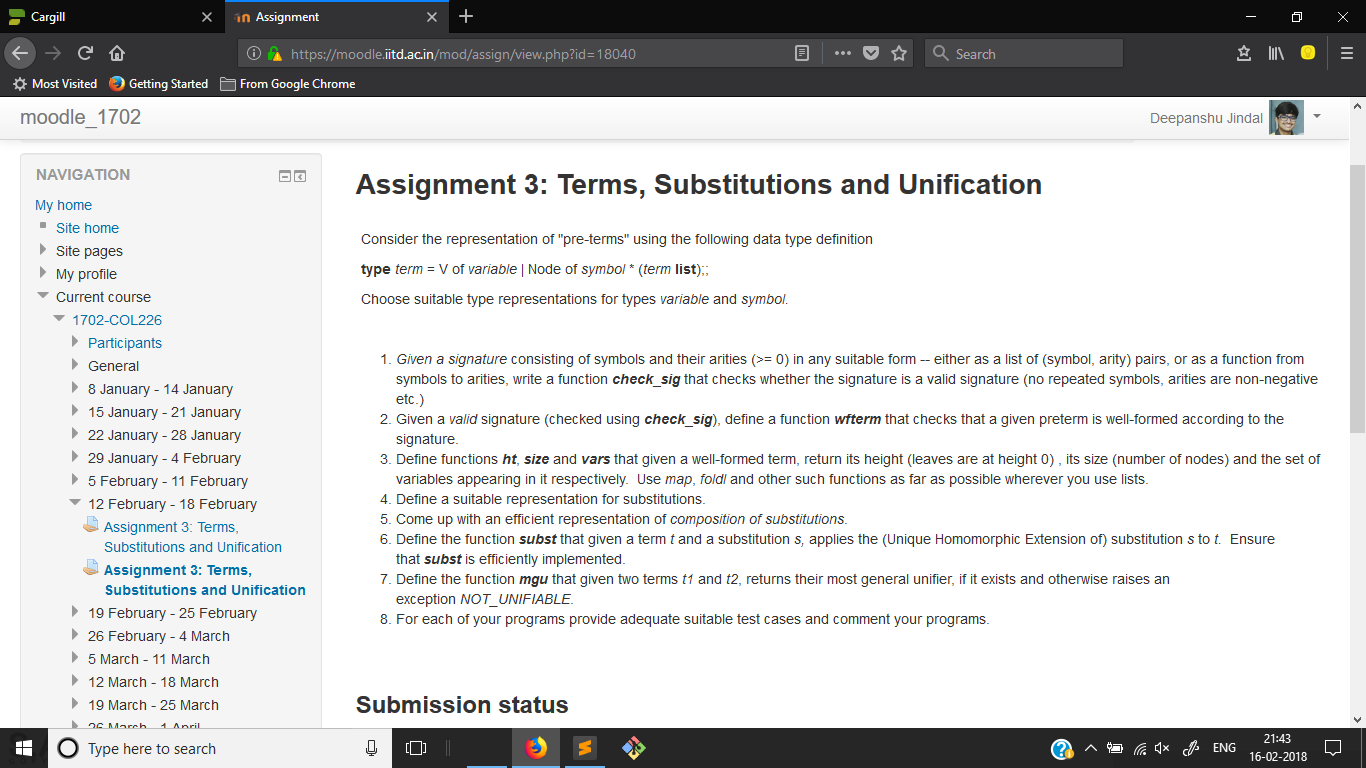 Cargill
Assignment
https://moodle.iitd.ac.in/mod/assign/view.php?id=18040
Search
Most Visited
Getting Started
From Google Chrome
moodle_1702
Deepanshu Jindal
NAVIGATION
My home
Site home
Site pages
My profile
Current course
1702-COL226
Participants
General
8 January - 14 January
15 January - 21 January
22 January - 28 January
29 January - 4 February
5 February - 11 February
12 February - 18 February
Assignment 3: Terms,
Substitutions and Unification
Assignment 3: Terms,
Substitutions and Unification
19 February - 25 February
26 February - 4 March
5 March - 11 March
12 March - 18 March
19 March - 25 March
26 March - 1 April
Assignment 3: Terms, Substitutions and Unification
Consider the representation of "pre-terms" using the following data type definition
type term = V of variable | Node of symbol * (term list);;
Choose suitable type representations for types variable and symbol.
1. Given a signature consisting of symbols and their arities (>= 0) in any suitable form -- either as a list of (symbol, arity) pairs, or as a function from
symbols to arities, write a function check_sig that checks whether the signature is a valid signature (no repeated symbols, arities are non-negative
etc.)
2. Given a valid signature (checked using check_sig), define a function wfterm that checks that a given preterm is well-formed according to the
signature.
3. Define functions ht, size and vars that given a well-formed term, return its height (leaves are at height 0) , its size (number of nodes) and the set of
variables appearing in it respectively. Use map, foldl and other such functions as far as possible wherever you use lists.
4. Define a suitable representation for substitutions.
5. Come up with an efficient representation of composition of substitutions.
6. Define the function subst that given a term t and a substitution s, applies the (Unique Homomorphic Extension of) substitution s to t. Ensure
that subst is efficiently implemented.
7. Define the function mgu that given two terms t1 and t2, returns their most general unifier, if it exists and otherwise raises an
exception NOT_UNIFIABLE.
8. For each of your programs provide adequate suitable test cases and comment your programs.
Submission status
Type here to search
ENG
21:43
16-02-2018